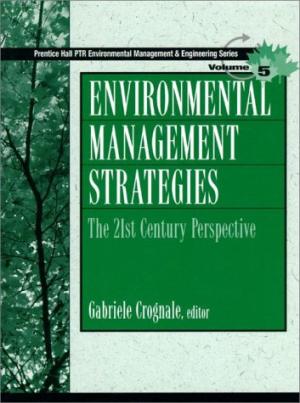 Prentice Hall PTR Environmental Management & Engineering Series
Volume 5
ENVIRONMENTAL
MANAGEMENT
STRATEGIES
The 21st Century Perspective
Gabriele Crognale, editor